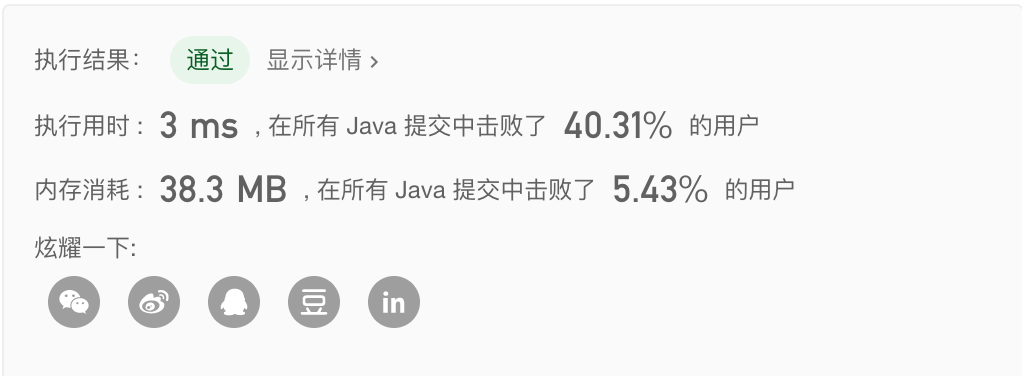 执行结果： 通过 显示详情 >
执行用时： 3 ms ，在所有 Java 提交中击败了 40.31% 的用户
内存消耗： 38.3 MB ，在所有 Java 提交中击败了 5.43% 的用户
炫耀一下:
豆 in